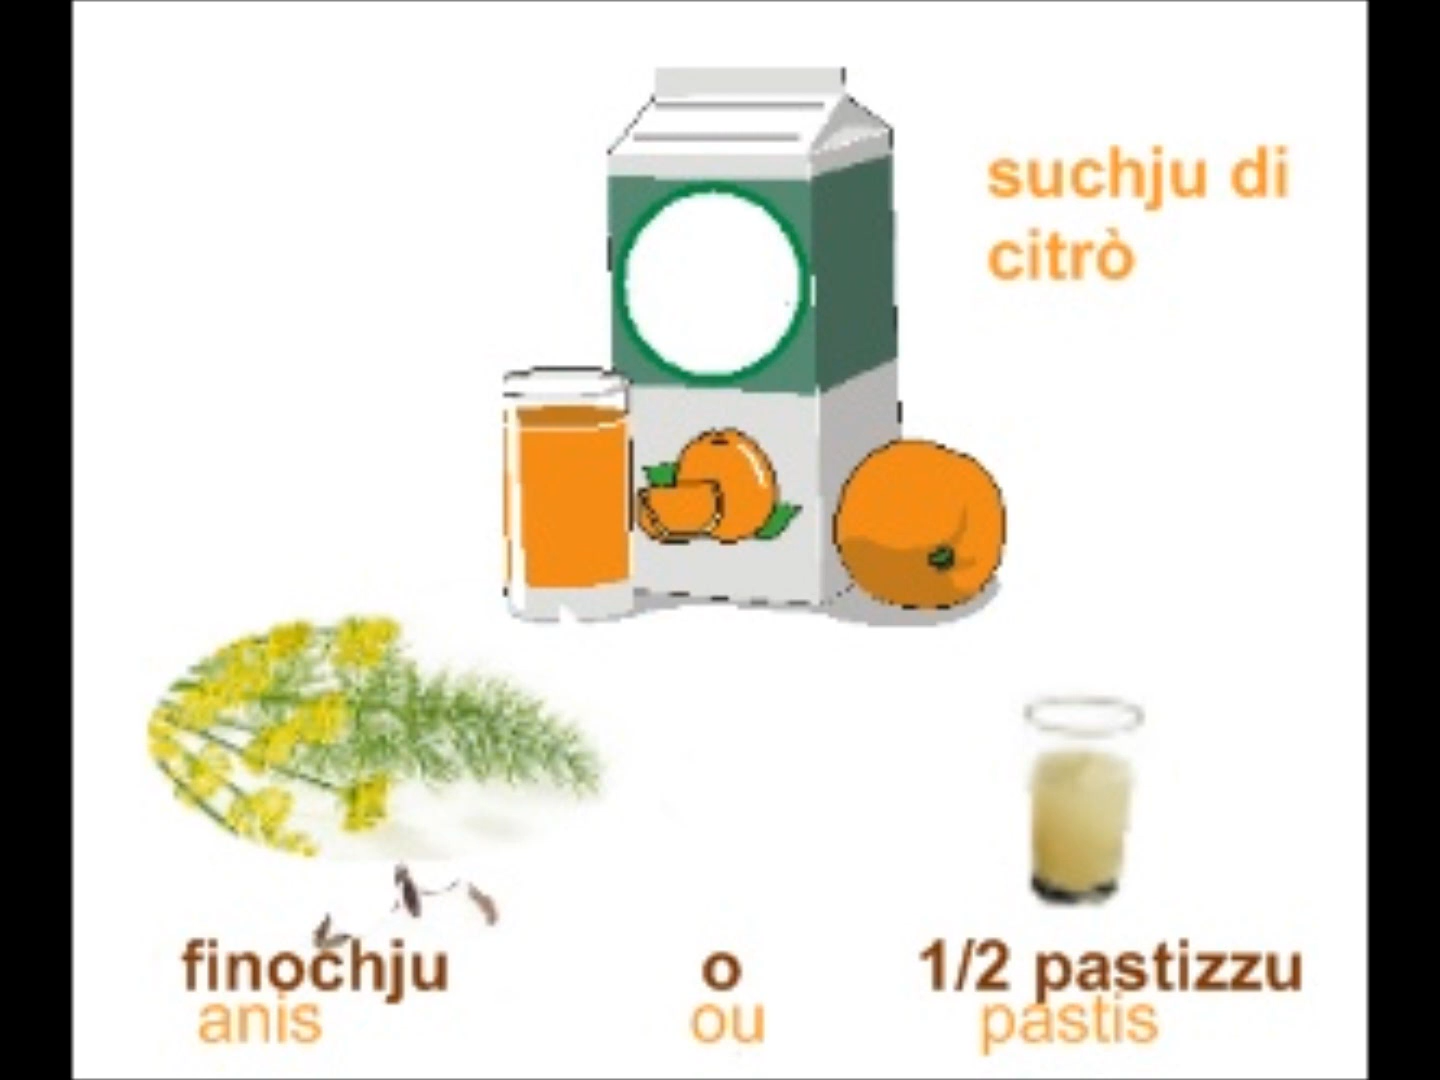 suchju di
citrò
finochju o 1/2 pastizzu
anis ou pastis